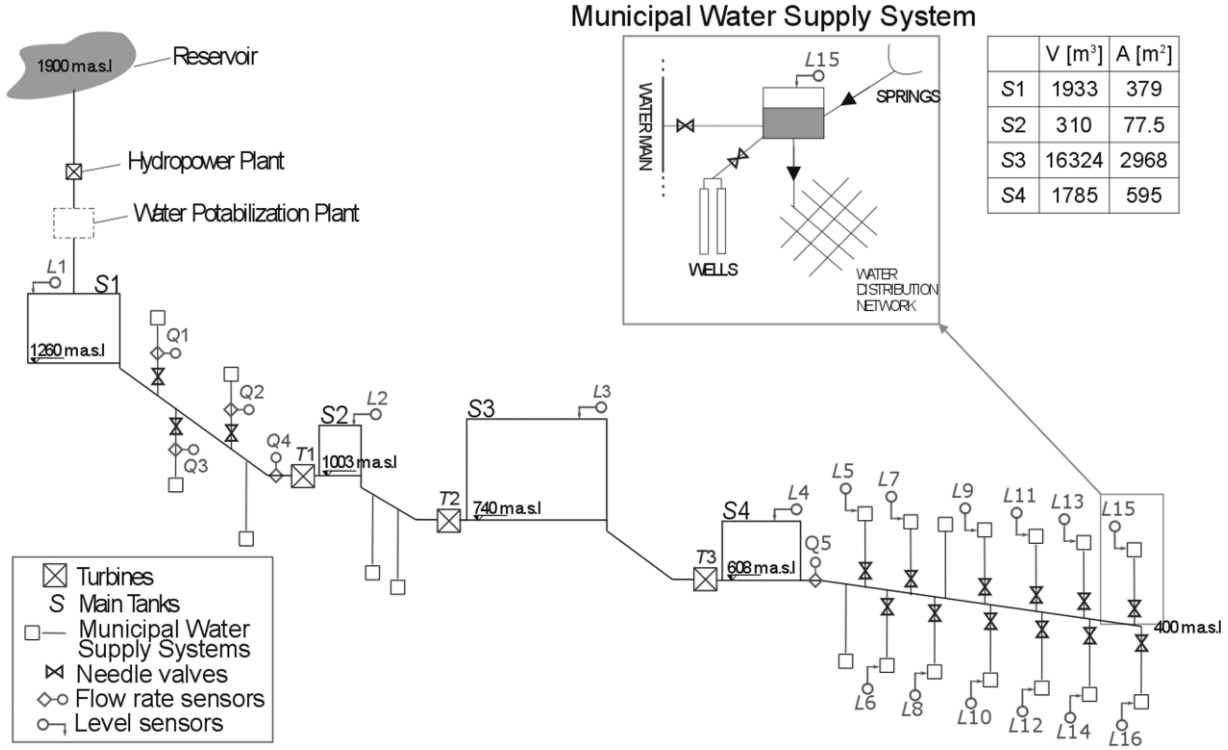 Municipal Water Supply System
1900 m.a.s.l
Reservoir
Hydropower Plant
Water Potabilization Plant
L15
SPRINGS
WATER MAIN
WELLS
WATER
DISTRIBUTION
NETWORK
V [m³] A [m²]
S1 1933 379
S2 310 77.5
S3 16324 2968
S4 1785 595
L1
S1
1260 m.a.s.l
Q1
Q2
Q3
Q4
T1
S2
L2
1003 m.a.s.l
T2
S3
L3
740 m.a.s.l
T3
S4
L4
608 m.a.s.l
Q5
L5
L7
L9
L11
L13
L15
400 m.a.s.l
L6
L8
L10
L12
L14
L16
Turbines
S Main Tanks
Municipal Water
Supply Systems
Needle valves
Flow rate sensors
Level sensors